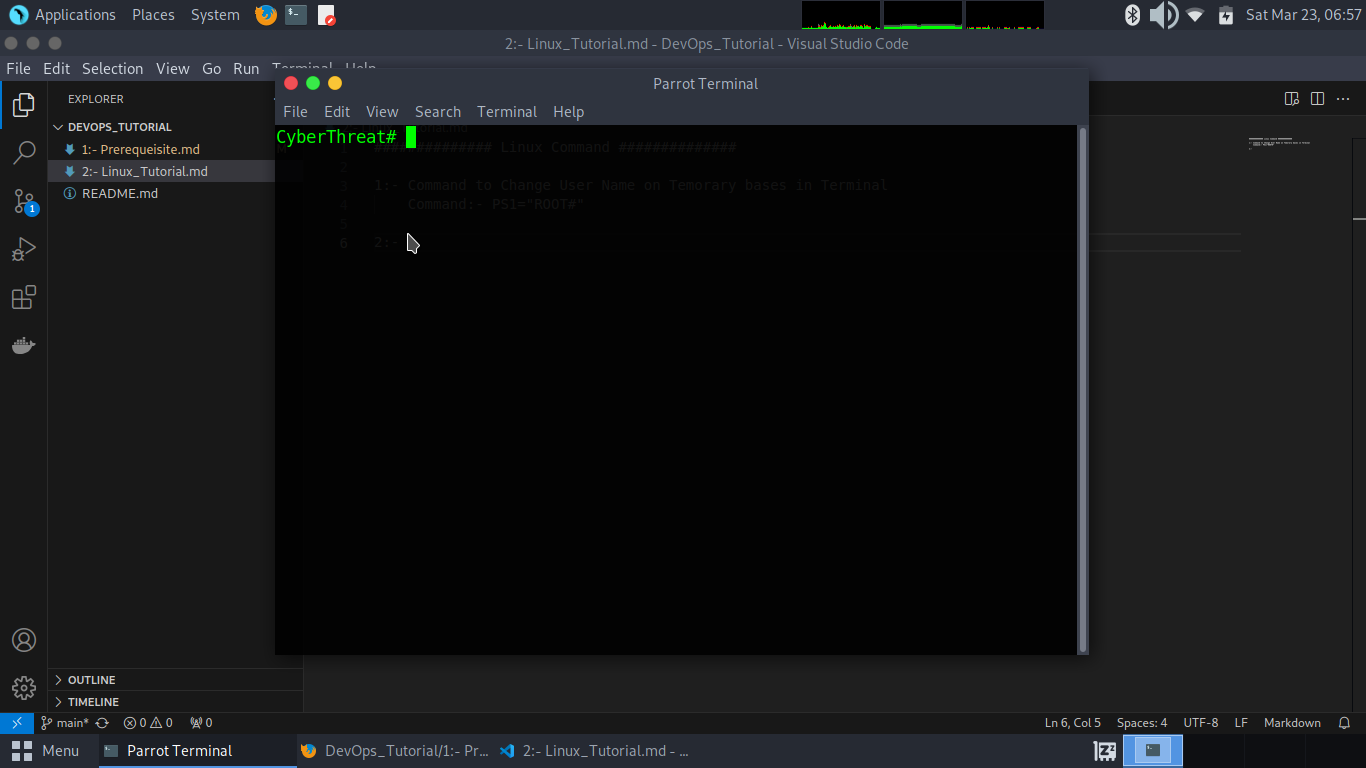 Applications Places System Sat Mar 23, 06:57
2:- Linux_Tutorial.md - DevOps_Tutorial - Visual Studio Code
File Edit Selection View Go Run Terminal Help
EXPLORER
DEVOPS_TUTORIAL
1:- Prerequeisite.md
2:- Linux_Tutorial.md
README.md
OUTLINE
TIMELINE
Parrot Terminal
File Edit View Search Terminal Help
CyberThreat#
1 ############## Linux Command ##############
2
3 1:- Command to Change User Name on Temorary bases in Terminal
4 Command:- PS1="ROOT#"
5
6 2:-
1
main* 0 0 0 Ln 6, Col 5 Spaces: 4 UTF-8 LF Markdown
Menu Parrot Terminal DevOps_Tutorial/1:- Pr... 2:- Linux_Tutorial.md - ...